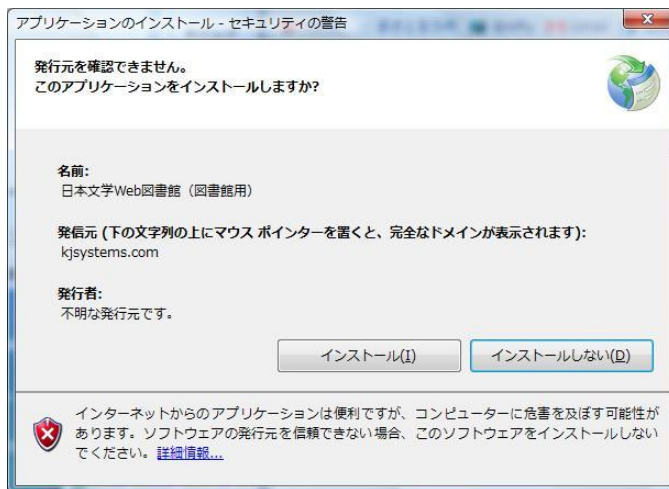 アプリケーションのインストール - セキュリティの警告
発行元を確認できません。
このアプリケーションをインストールしますか?
名前:
日本文学Web図書館（図書館用）
発信元 (下の文字列の上にマウス ポインターを置くと、完全なドメインが表示されます):
kjsystems.com
発行者:
不明な発行元です。
インストール(I)
インストールしない(D)
インターネットからのアプリケーションは便利ですが、コンピューターに危害を及ぼす可能性が
あります。ソフトウェアの発行元を信頼できない場合、このソフトウェアをインストールしない
でください。詳細情報...